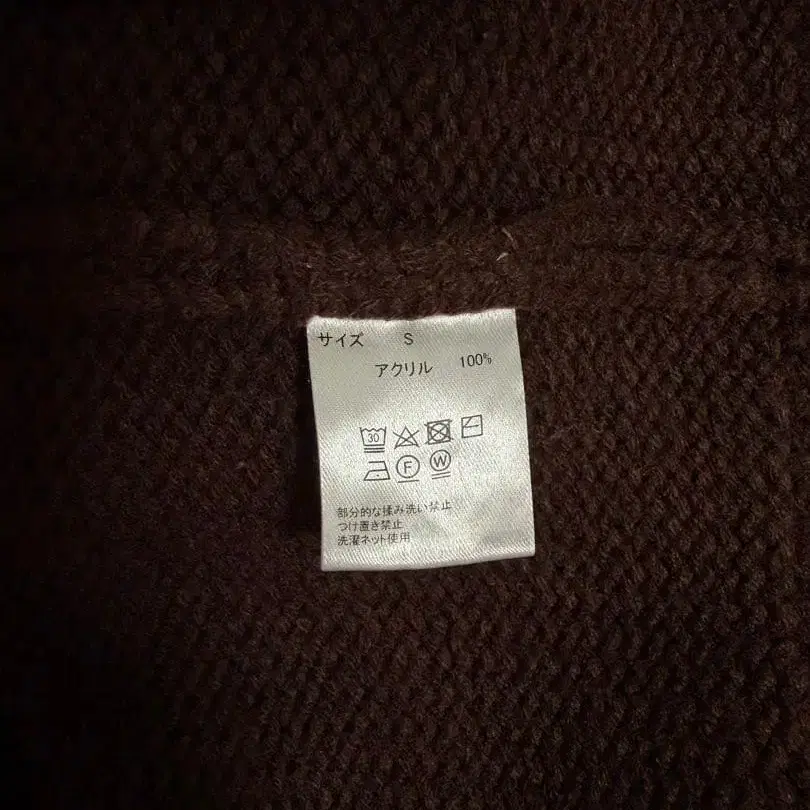 サイズ S
アクリル 100%
30
F W
部分的な揉み洗い禁止
つけ置き禁止
洗濯ネット使用